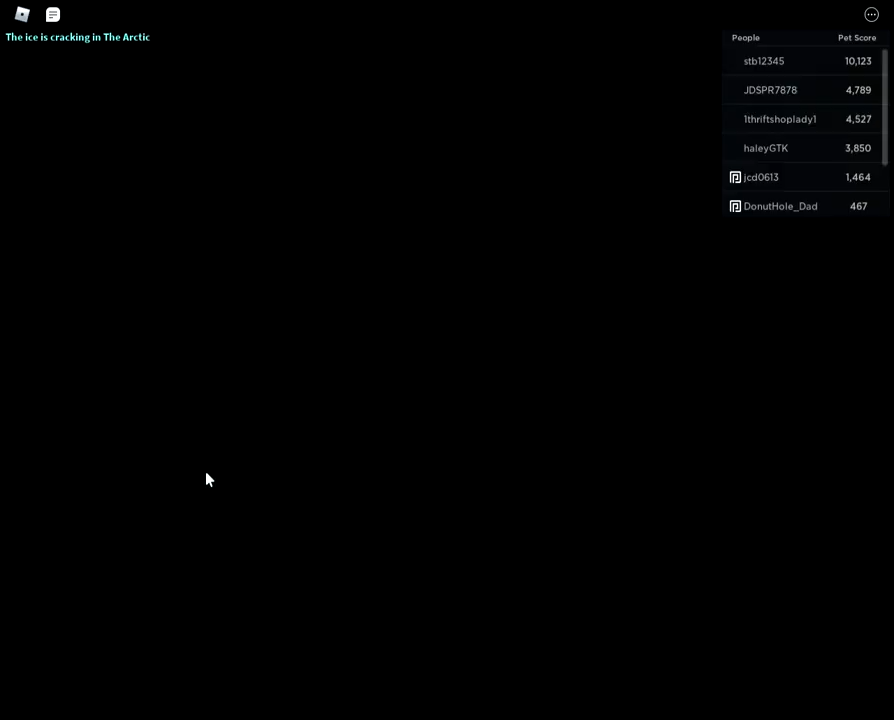 The ice is cracking in The Arctic
People Pet Score
stb12345 10,123
JDSPR7878 4,789
1thriftshoplady1 4,527
haleyGTK 3,850
jcd0613 1,464
DonutHole_Dad 467